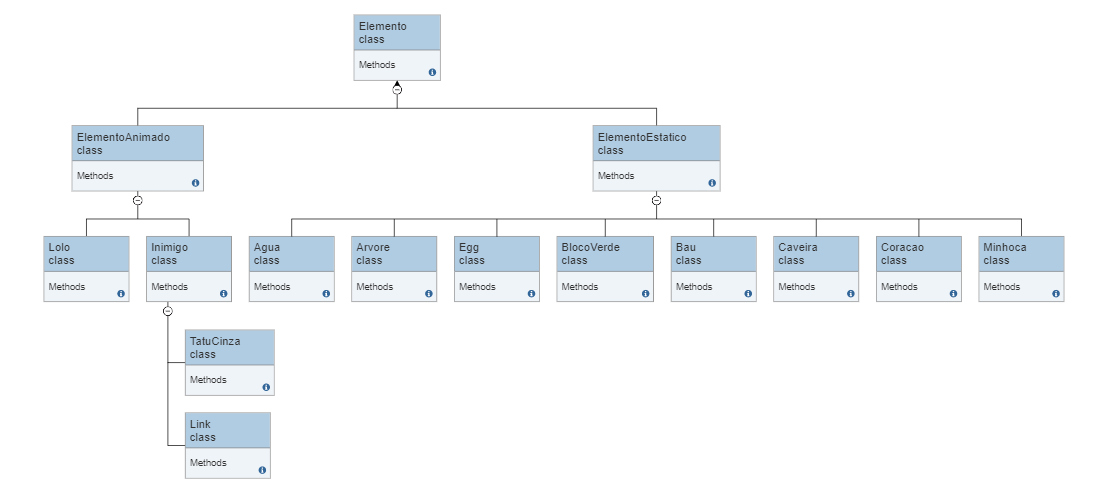 Elemento
class
Methods
ElementoAnimado
class
Methods
ElementoEstatico
class
Methods
Lolo
class
Methods
Inimigo
class
Methods
Agua
class
Methods
Arvore
class
Methods
Egg
class
Methods
BlocoVerde
class
Methods
Bau
class
Methods
Caveira
class
Methods
Coracao
class
Methods
Minhoca
class
Methods
TatuCinza
class
Methods
Link
class
Methods